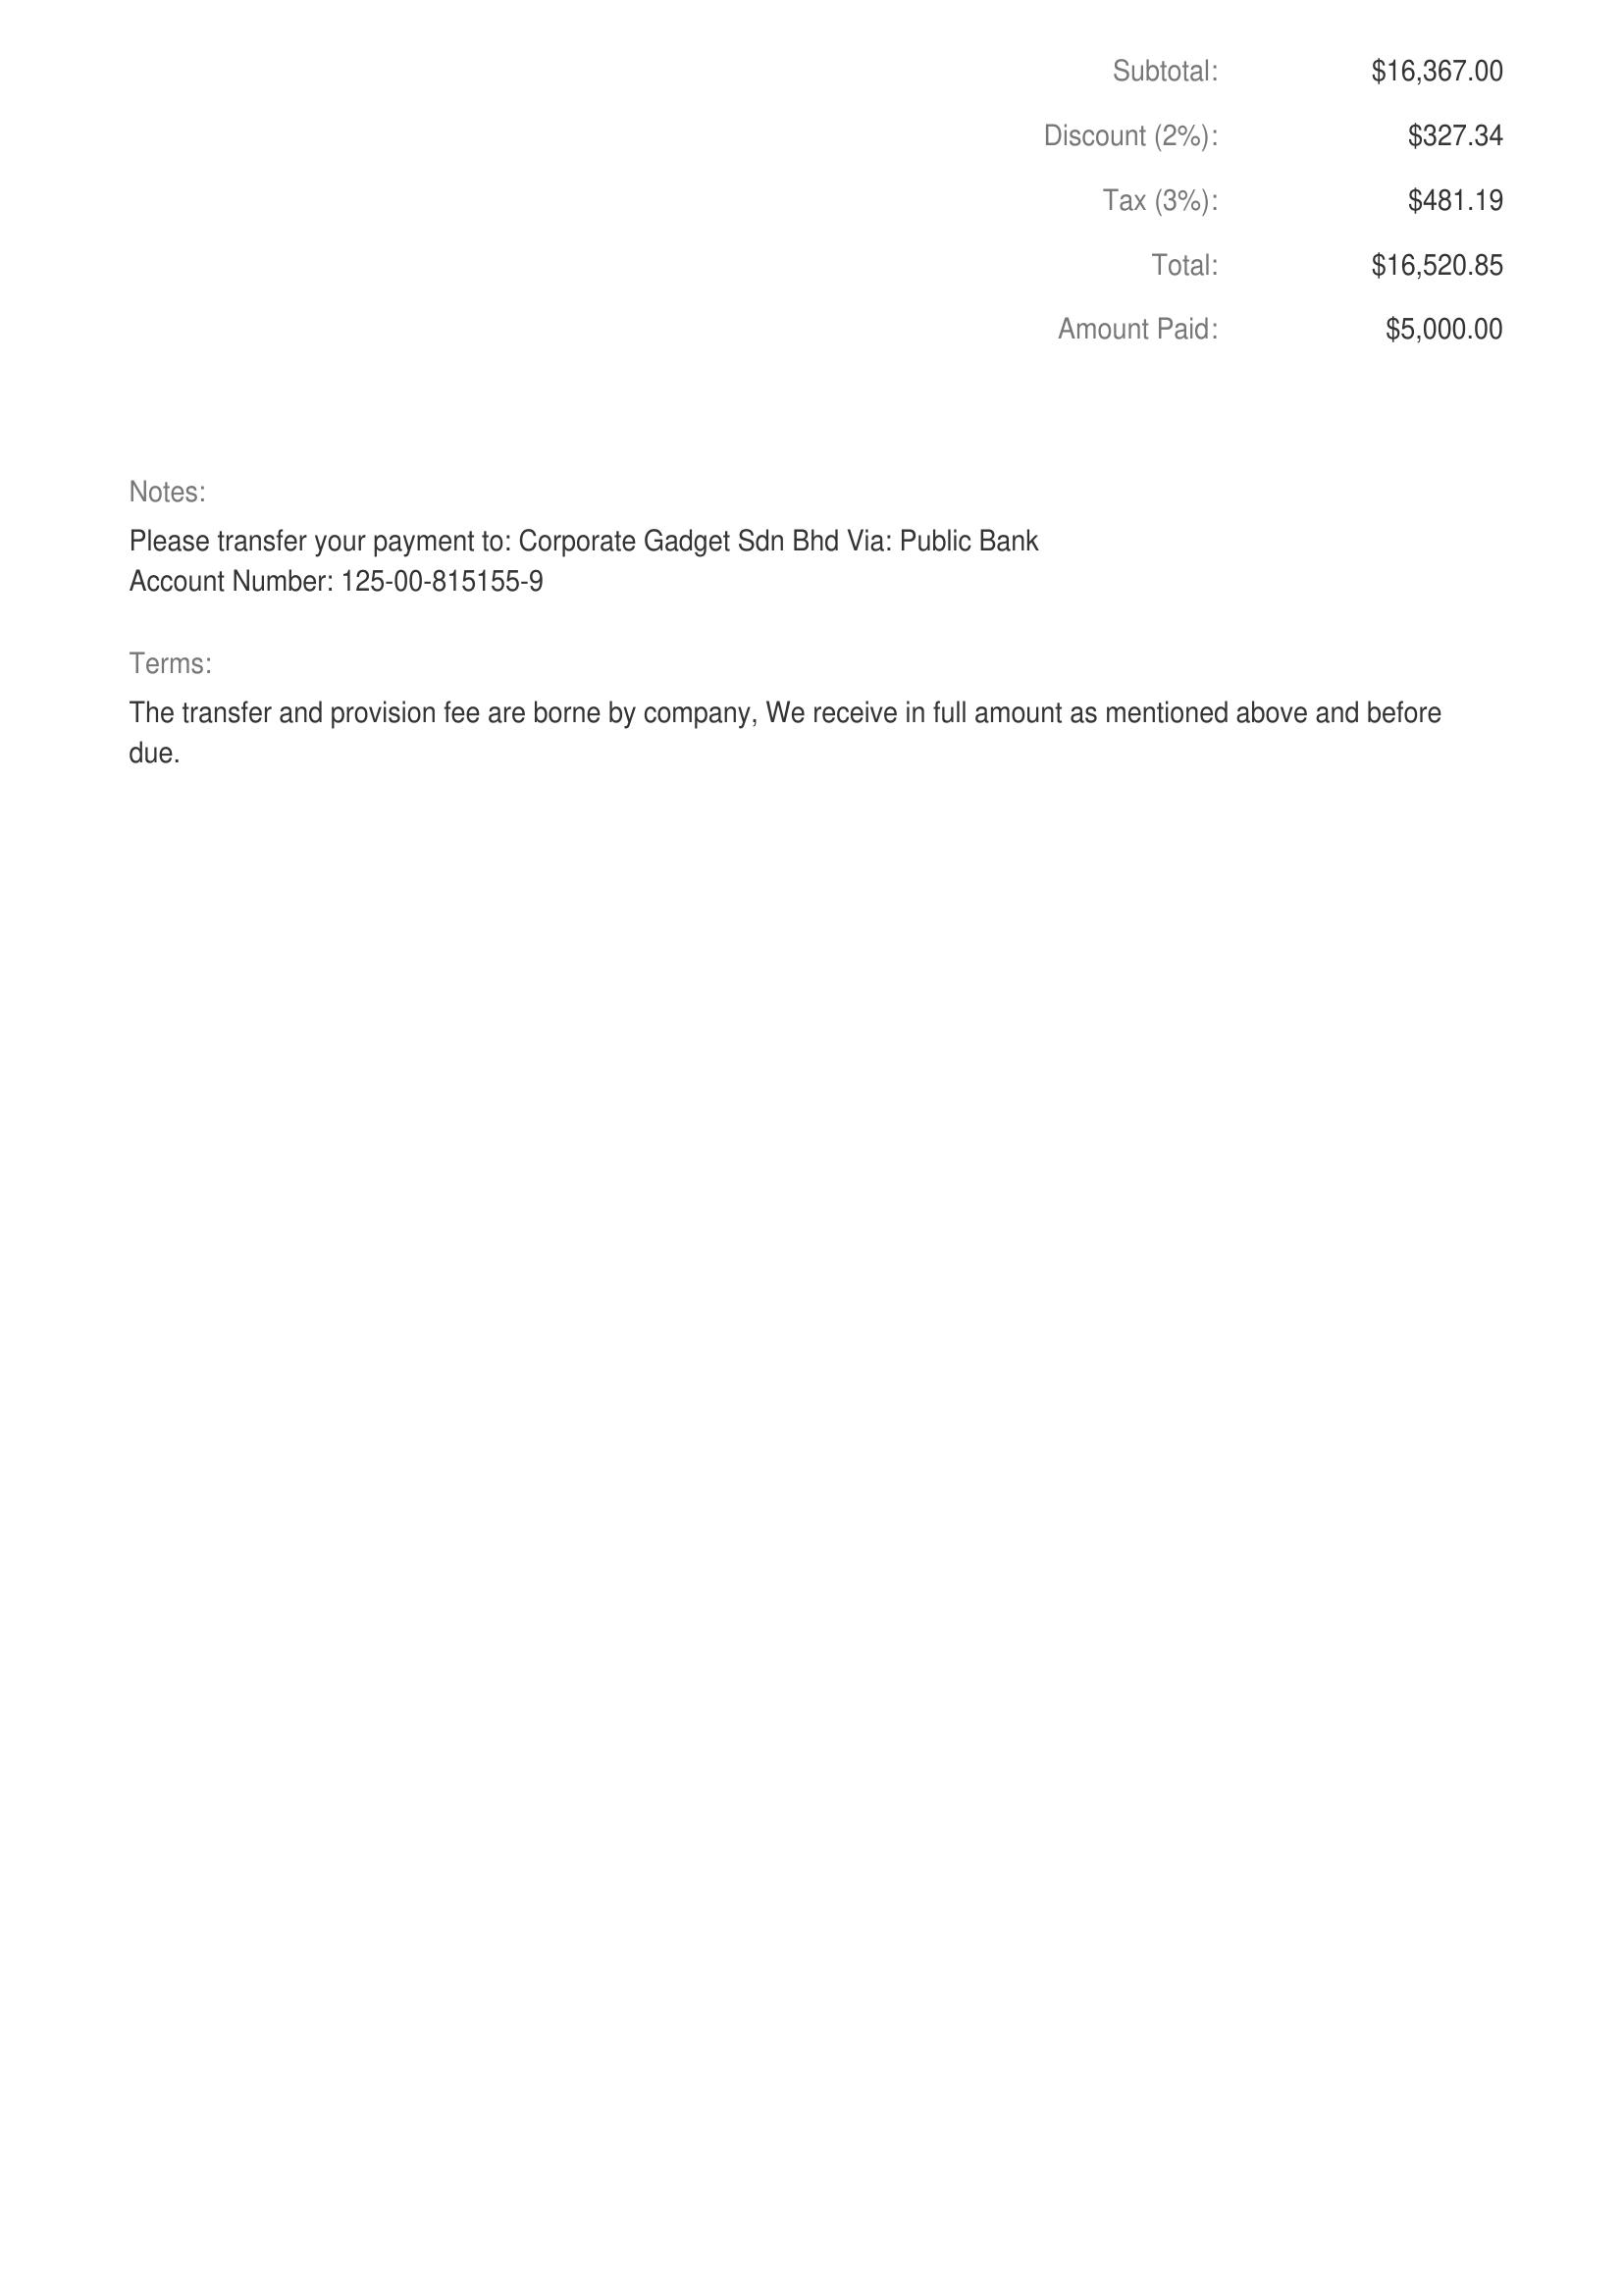 Subtotal: $16,367.00
Discount (2%): $327.34
Tax (3%): $481.19
Total: $16,520.85
Amount Paid: $5,000.00
Notes:
Please transfer your payment to: Corporate Gadget Sdn Bhd Via: Public Bank
Account Number: 125-00-815155-9
Terms:
The transfer and provision fee are borne by company, We receive in full amount as mentioned above and before
due.